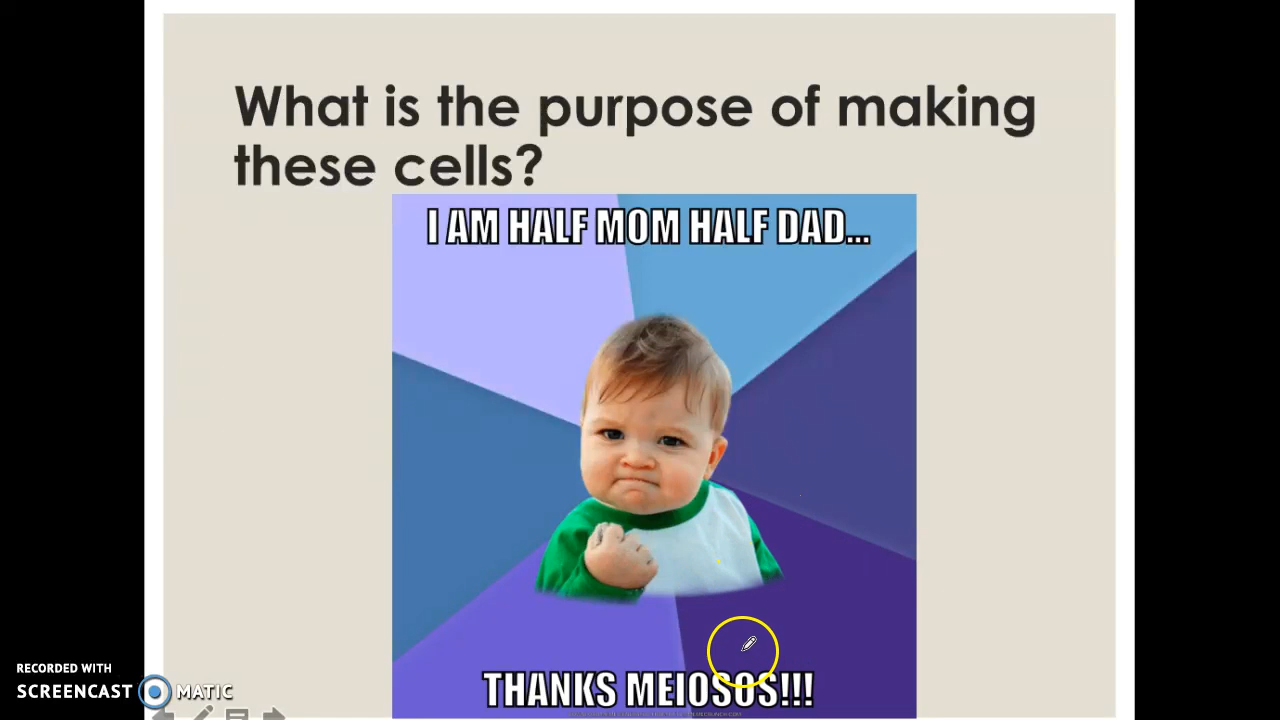 What is the purpose of making
these cells?
I AM HALF MOM HALF DAD...
THANKS MEIOSOS!!!
RECORDED WITH
SCREENCAST MATIC